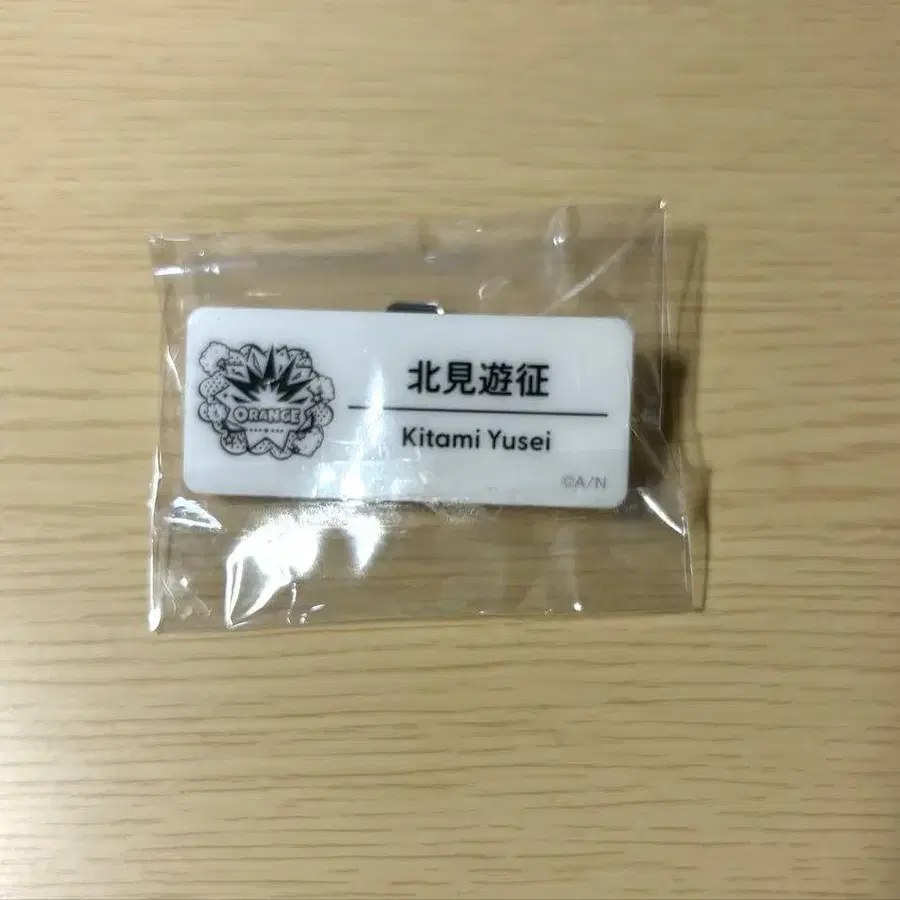 ORANGE
北見遊征
Kitami Yusei
©A/N